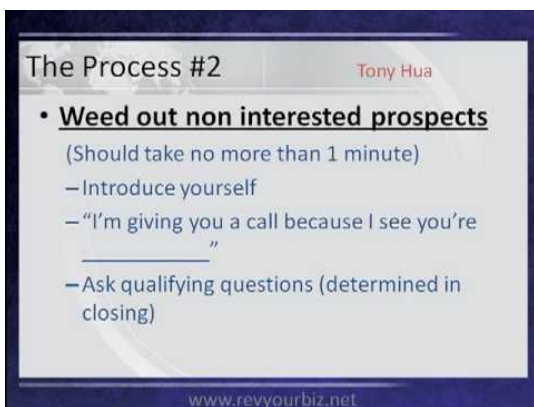 The Process #2
Tony Hua
• Weed out non interested prospects
(Should take no more than 1 minute)
–Introduce yourself
–“I’m giving you a call because I see you’re
___________”
–Ask qualifying questions (determined in
closing)
www.revyourbiz.net